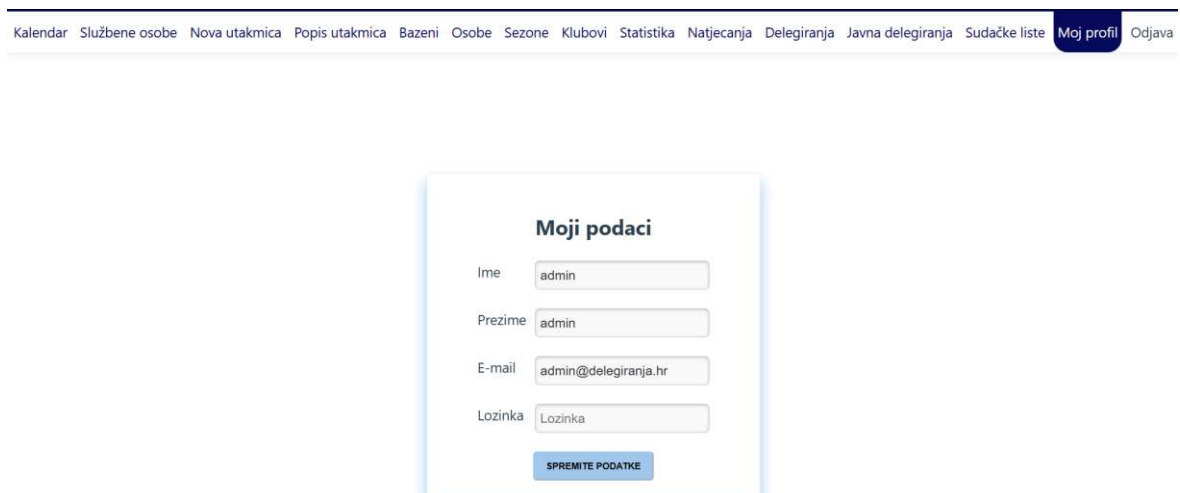 Kalendar Službene osobe Nova utakmica Popis utakmica Bazeni Osobe Sezone Klubovi Statistika Natjecanja Delegiranja Javna delegiranja Sudačke liste Moj profil Odjava
Moji podaci
Ime admin
Prezime admin
E-mail admin@delegiranja.hr
Lozinka Lozinka
SPREMITE PODATKE